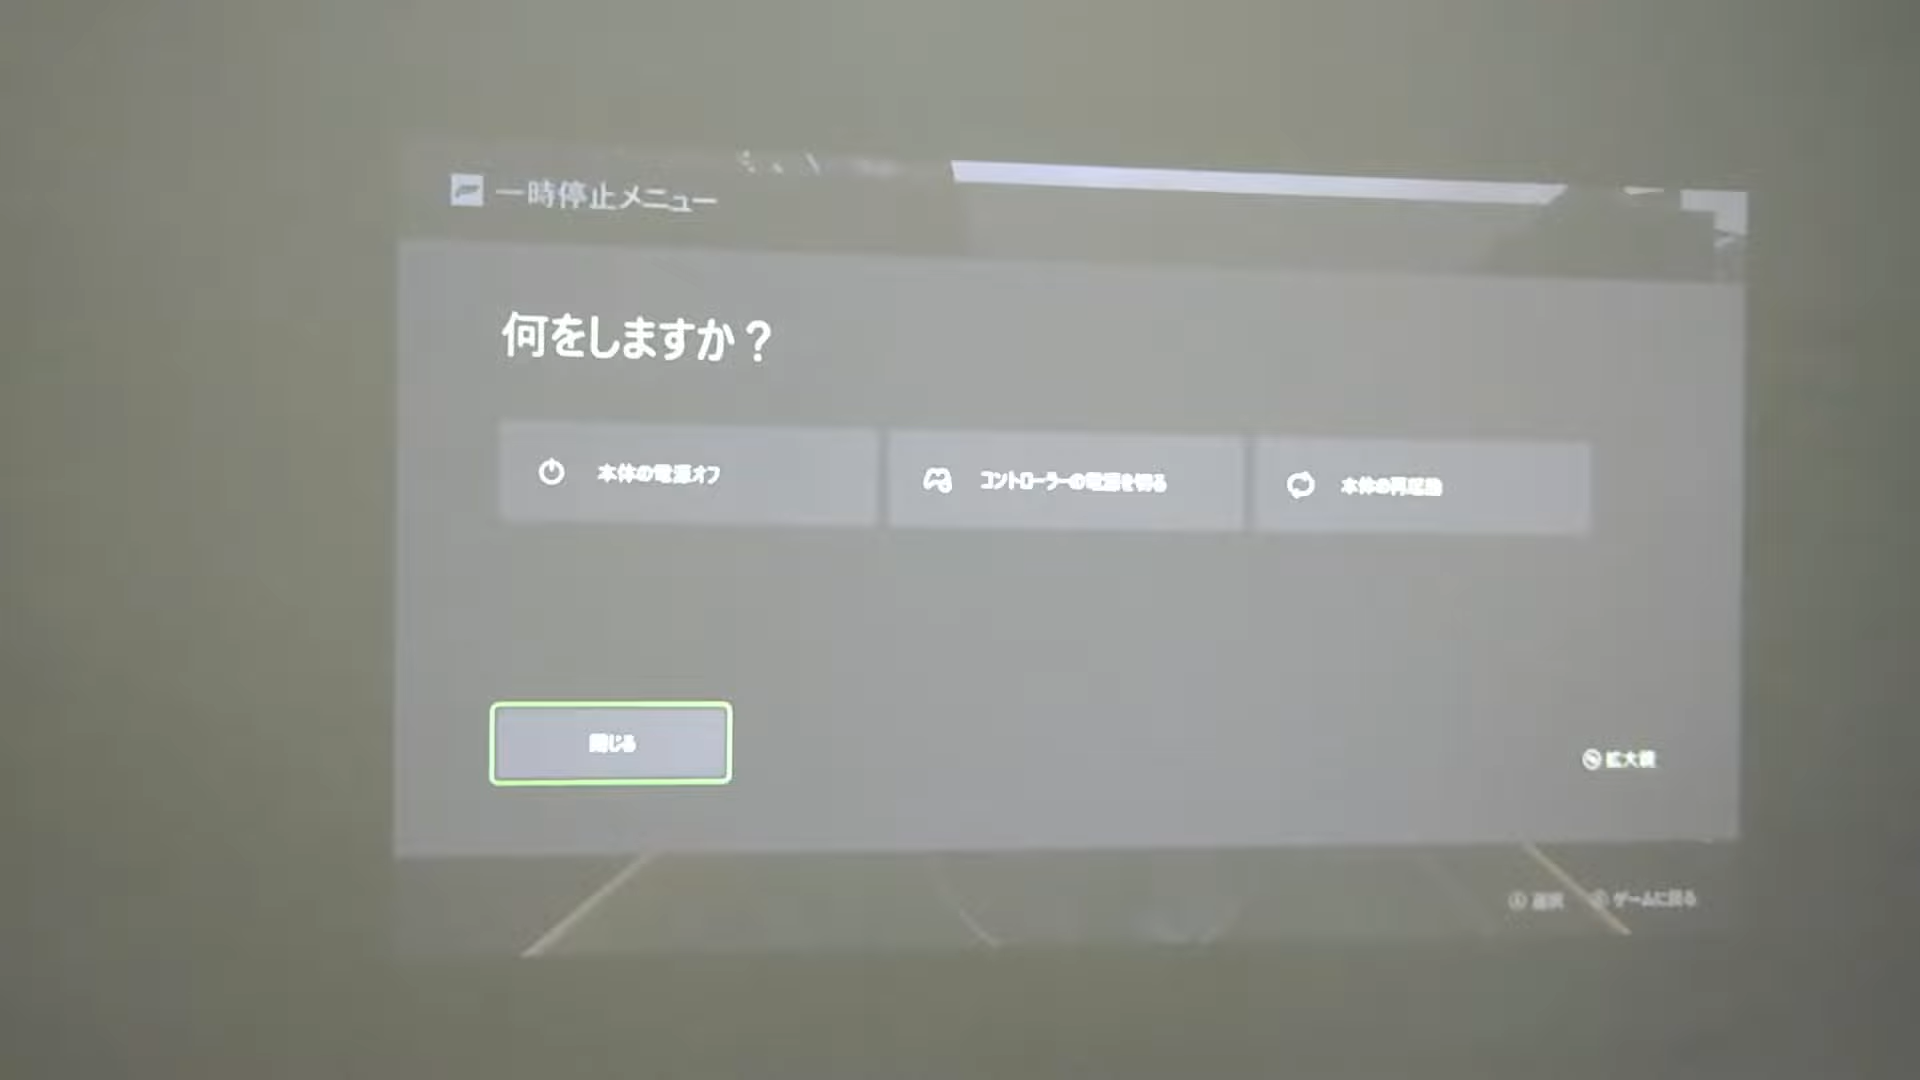 一時停止メニュー
何をしますか？
本体の電源オフ
コントローラーの電源を切る
本体の再起動
閉じる
拡大鏡
選択 ゲームに戻る